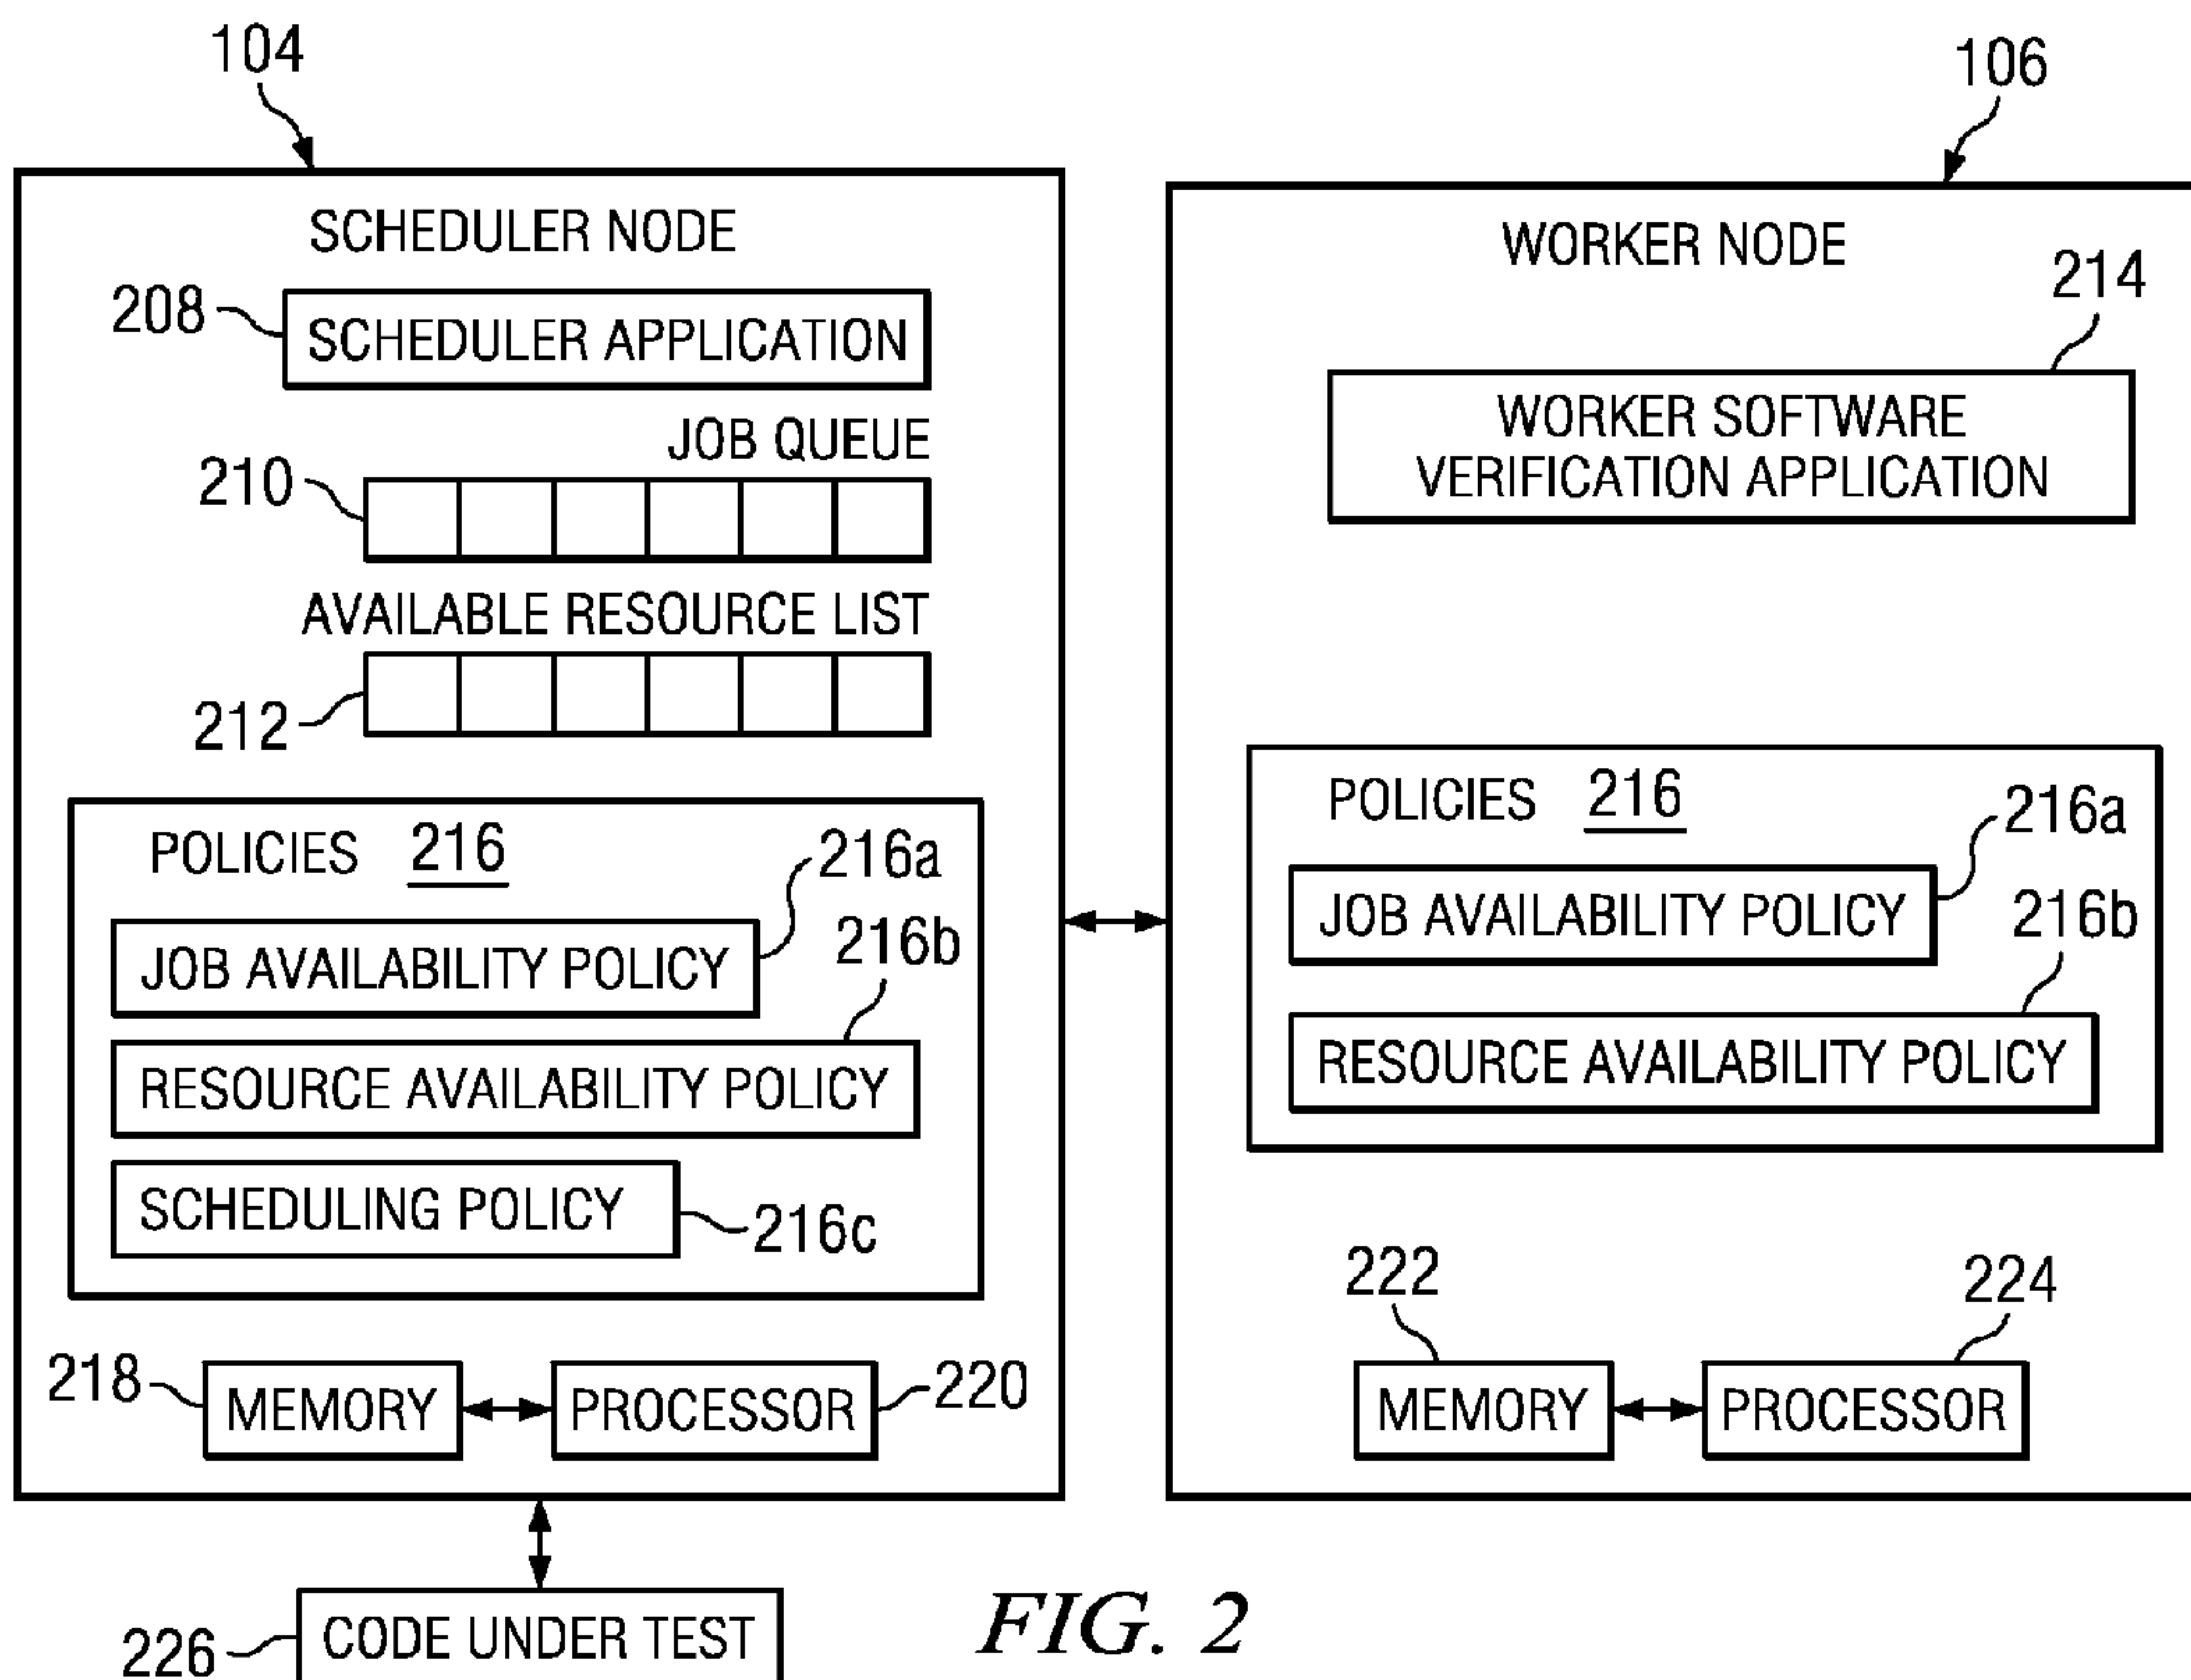 104
SCHEDULER NODE
208
SCHEDULER APPLICATION
JOB QUEUE
210
AVAILABLE RESOURCE LIST
212
POLICIES 216
216a
JOB AVAILABILITY POLICY
216b
RESOURCE AVAILABILITY POLICY
SCHEDULING POLICY
216c
218
MEMORY
PROCESSOR
220
226
CODE UNDER TEST
106
WORKER NODE
214
WORKER SOFTWARE
VERIFICATION APPLICATION
POLICIES 216
216a
JOB AVAILABILITY POLICY
216b
RESOURCE AVAILABILITY POLICY
222
224
MEMORY
PROCESSOR
FIG. 2